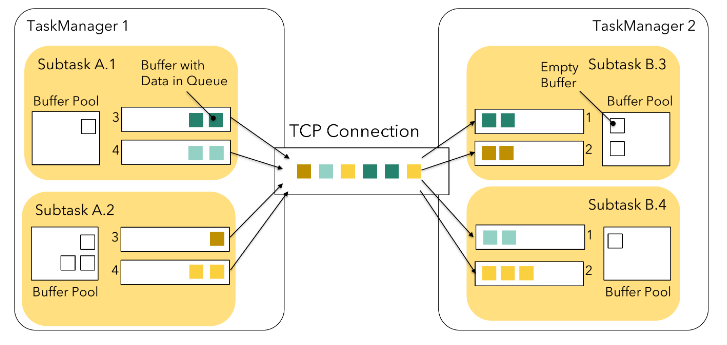 TaskManager 1
TaskManager 2
Subtask A.1
Buffer with
Data in Queue
Buffer Pool
3
4
TCP Connection
Subtask A.2
3
4
Buffer Pool
Empty
Buffer
Subtask B.3
Buffer Pool
1
2
Subtask B.4
1
2
Buffer Pool